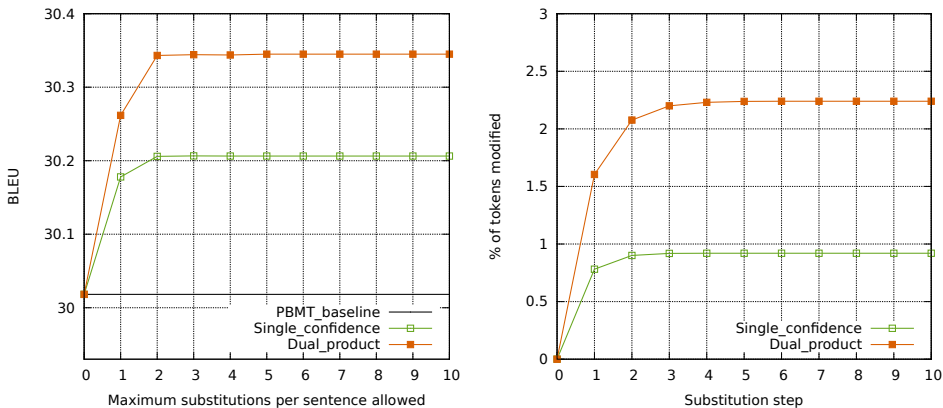 30.4
30.3
30.2
30.1
30
BLEU
PBMT_baseline
Single_confidence
Dual_product
0 1 2 3 4 5 6 7 8 9 10
Maximum substitutions per sentence allowed
3
2.5
2
1.5
1
0.5
0
% of tokens modified
Single_confidence
Dual_product
0 1 2 3 4 5 6 7 8 9 10
Substitution step